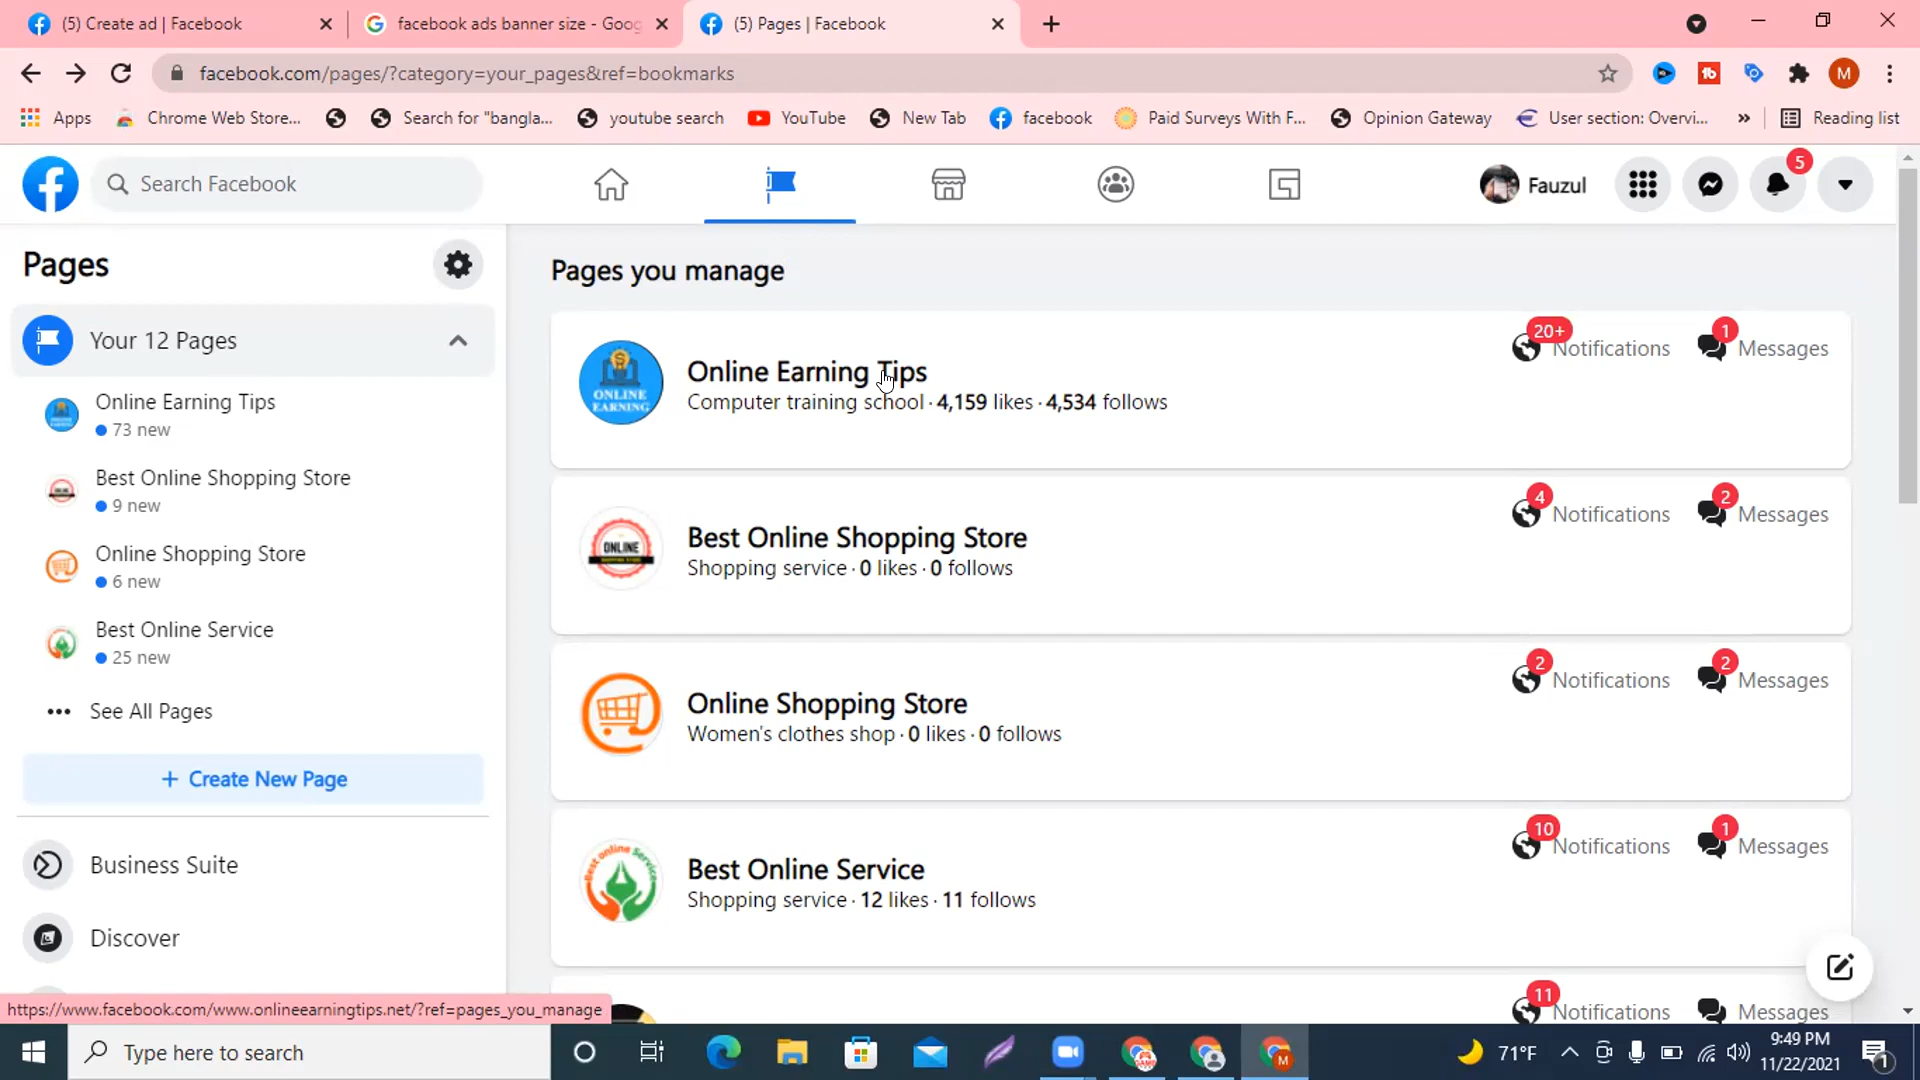 (5) Create ad | Facebook
facebook ads banner size - Goog
(5) Pages | Facebook
facebook.com/pages/?category=your_pages&ref=bookmarks
M
Apps
Chrome Web Store...
Search for "bangla...
youtube search
YouTube
New Tab
facebook
Paid Surveys With F...
Opinion Gateway
User section: Overvi...
»
Reading list
Search Facebook
Fauzul
5
Pages
Your 12 Pages
Online Earning Tips
73 new
Best Online Shopping Store
9 new
Online Shopping Store
6 new
Best Online Service
25 new
See All Pages
+ Create New Page
Business Suite
Discover
Pages you manage
ONLINE
EARNING
Online Earning Tips
Computer training school · 4,159 likes · 4,534 follows
20+
Notifications
1
Messages
ONLINE
Best Online Shopping Store
Shopping service · 0 likes · 0 follows
4
Notifications
2
Messages
Online Shopping Store
Women's clothes shop · 0 likes · 0 follows
2
Notifications
2
Messages
Best online Service
Best Online Service
Shopping service · 12 likes · 11 follows
10
Notifications
1
Messages
11
Notifications
Messages
https://www.facebook.com/www.onlineearningtips.net/?ref=pages_you_manage
Type here to search
M
71°F
9:49 PM
11/22/2021
1